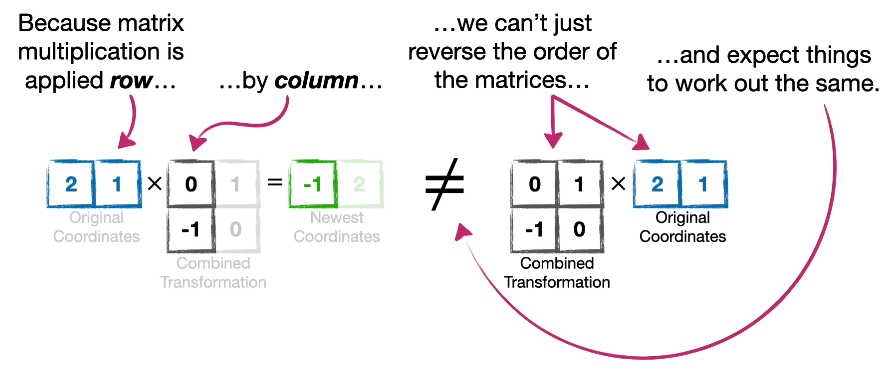 Because matrix
multiplication is
applied row…
…by column…
…we can't just
reverse the order of
the matrices…
…and expect things
to work out the same.
2 1 × 0 1 = -1 2
-1 0
Original
Coordinates
Combined
Transformation
Newest
Coordinates
≠
0 1 × 2 1
-1 0
Combined
Transformation
Original
Coordinates